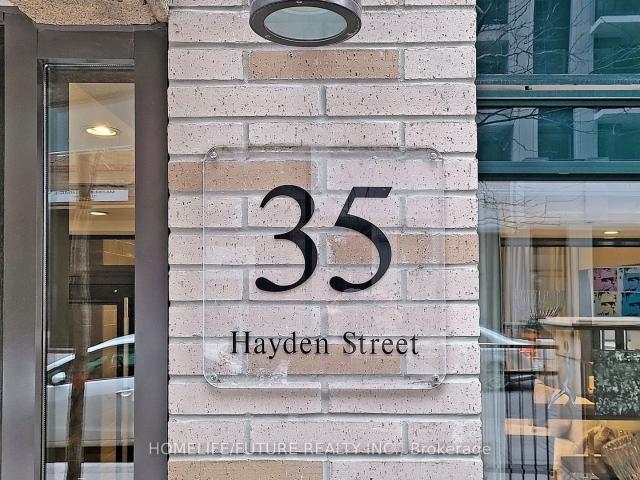 35
Hayden Street
HOMELIFE/FUTURE REALTY INC., Brokerage